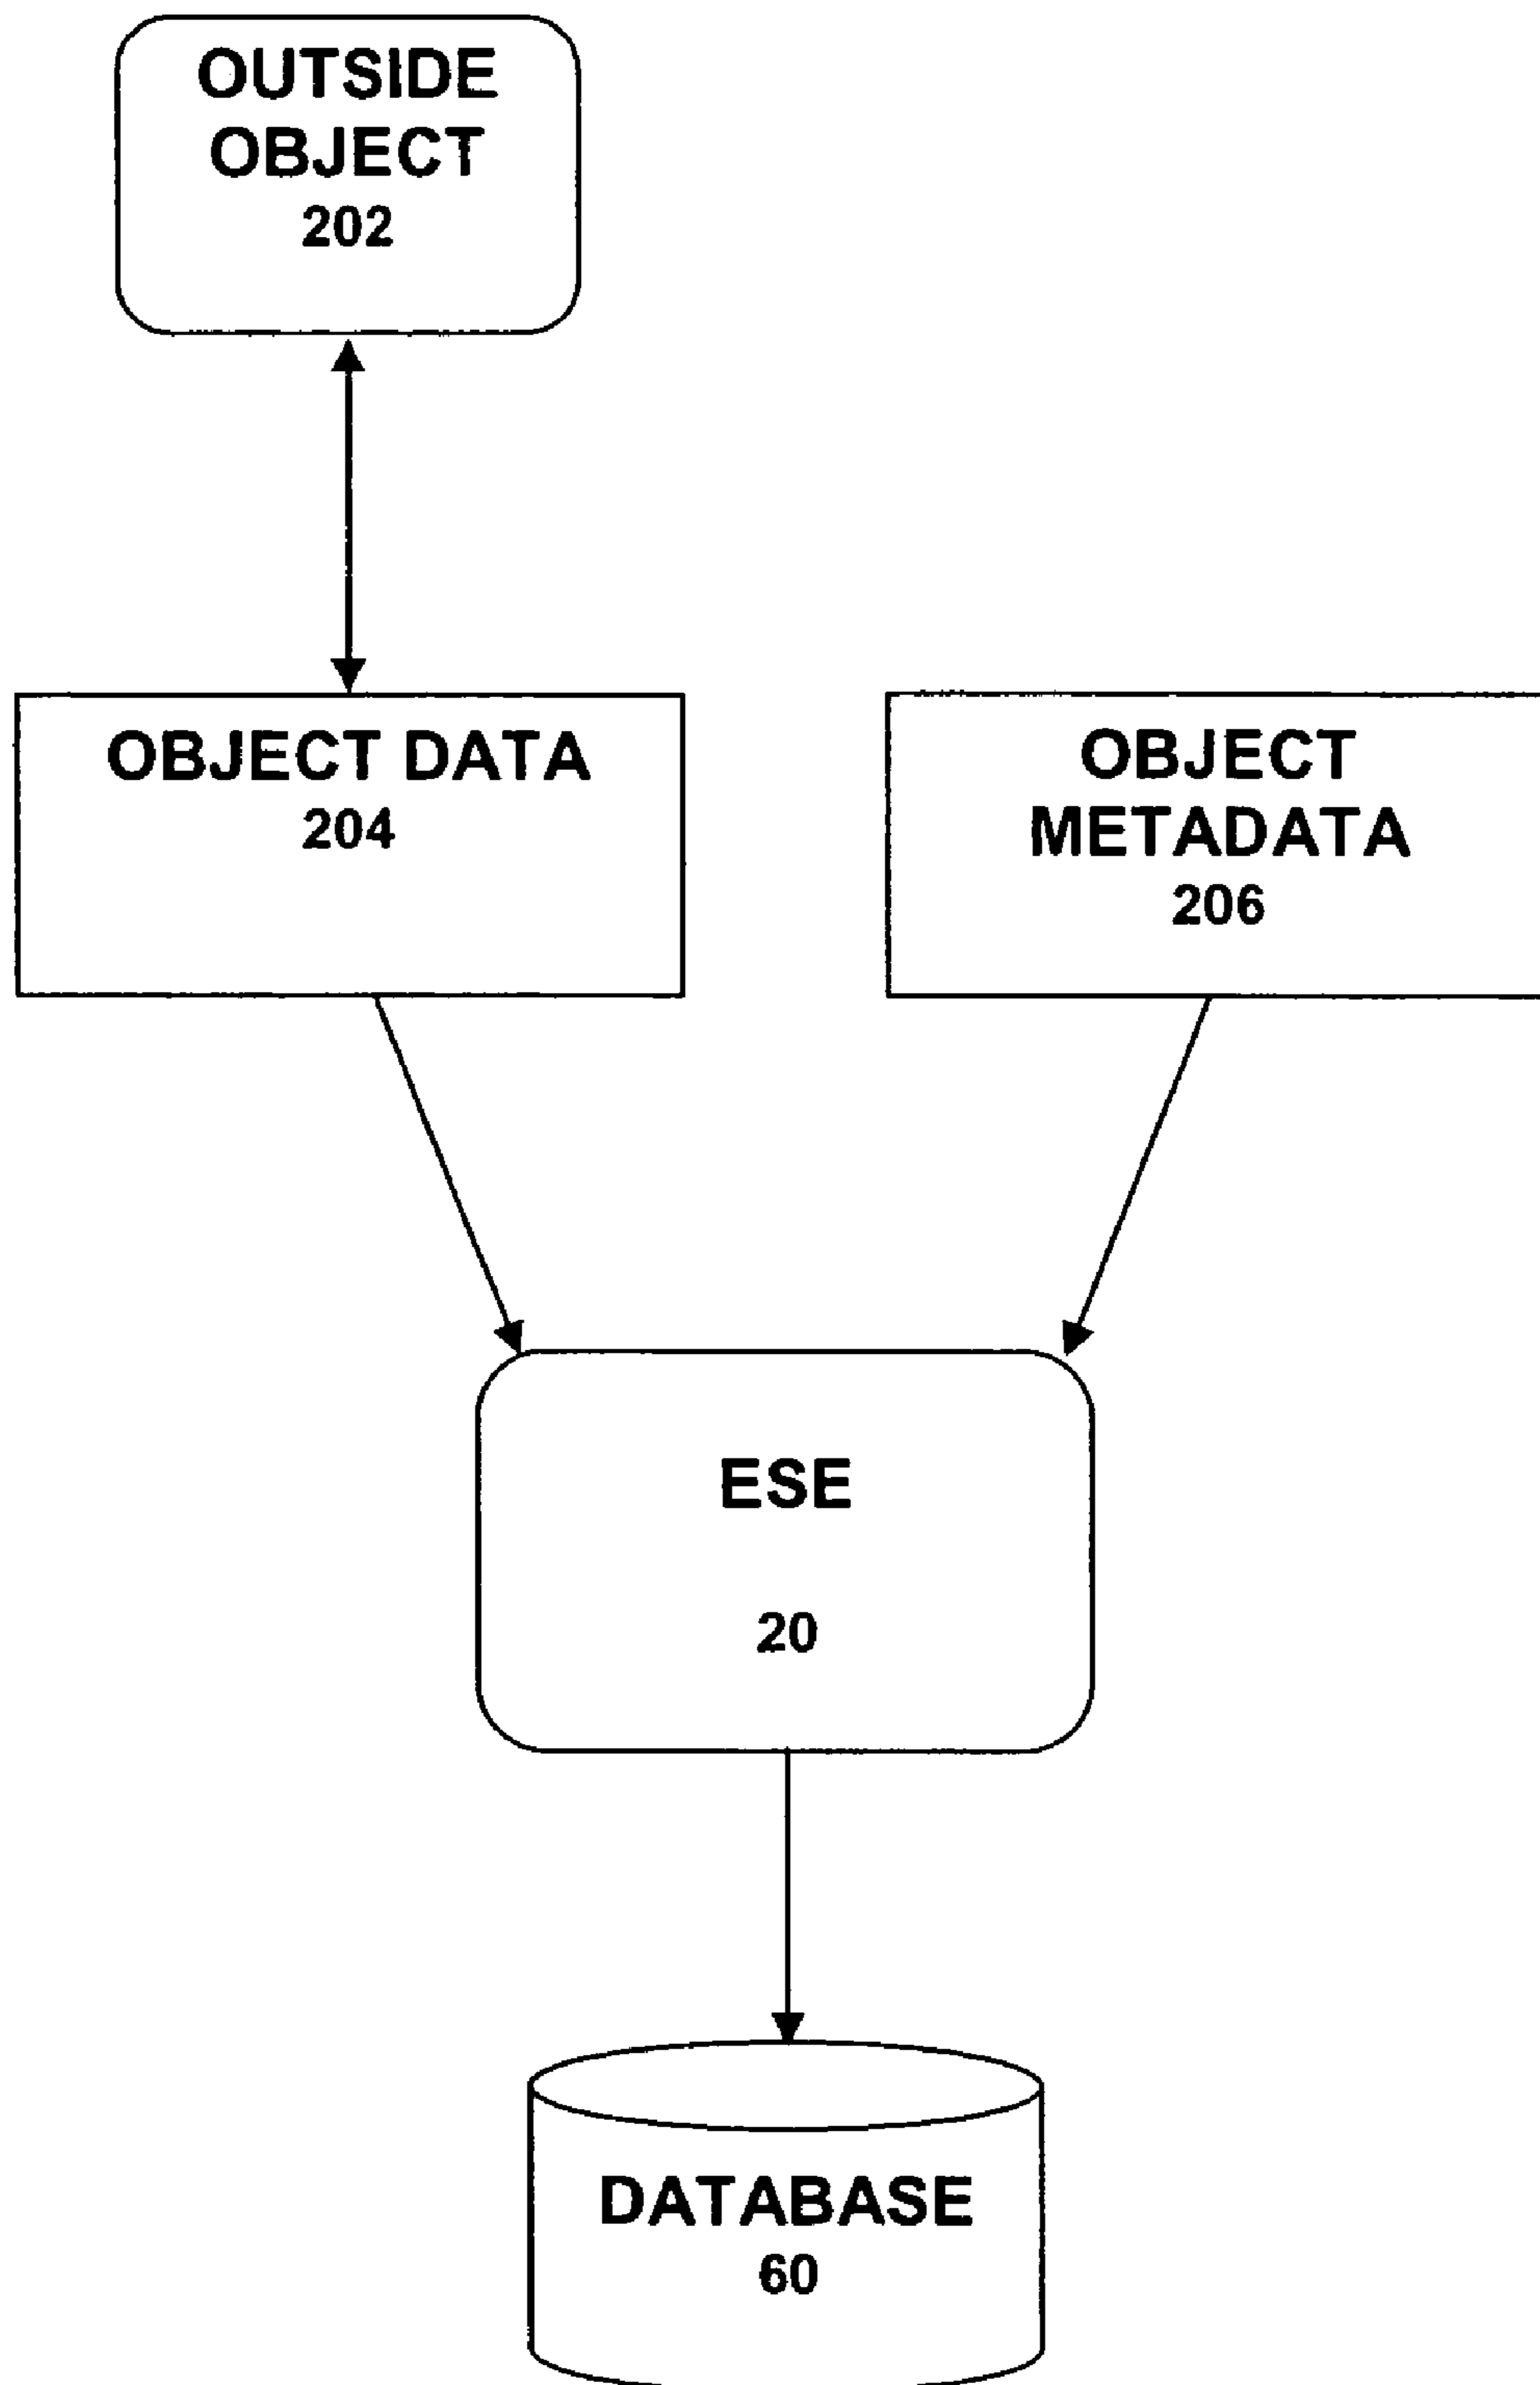 OUTSIDE
OBJECT
202
OBJECT DATA
204
OBJECT
METADATA
206
ESE
20
DATABASE
60